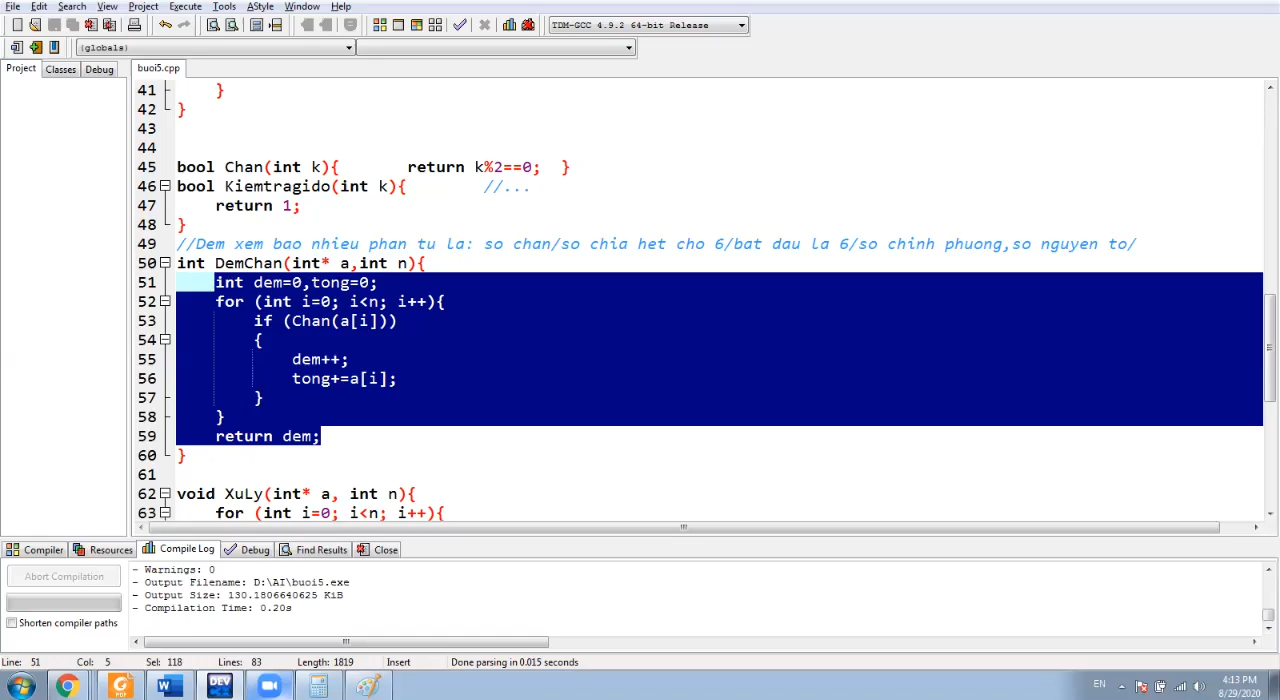 File Edit Search View Project Execute Tools AStyle Window Help
TDM-GCC 4.9.2 64-bit Release
(globals)
Project Classes Debug buoi5.cpp
41 }
42 }
43
44
45 bool Chan(int k){ return k%2==0; }
46 bool Kiemtragido(int k){ //...
47 return 1;
48 }
49 //Dem xem bao nhieu phan tu la: so chan/so chia het cho 6/bat dau la 6/so chinh phuong,so nguyen to/
50 int DemChan(int* a,int n){
51 int dem=0,tong=0;
52 for (int i=0; i<n; i++){
53 if (Chan(a[i]))
54 {
55 dem++;
56 tong+=a[i];
57 }
58 }
59 return dem;
60 }
61
62 void XuLy(int* a, int n){
63 for (int i=0; i<n; i++){
Compiler Resources Compile Log Debug Find Results Close
Abort Compilation
Shorten compiler paths
- Warnings: 0
- Output Filename: D:\AI\buoi5.exe
- Output Size: 130.1806640625 KiB
- Compilation Time: 0.20s
Line: 51 Col: 5 Sel: 118 Lines: 83 Length: 1819 Insert Done parsing in 0.015 seconds
PDF W DEV EN 4:13 PM
8/29/2020